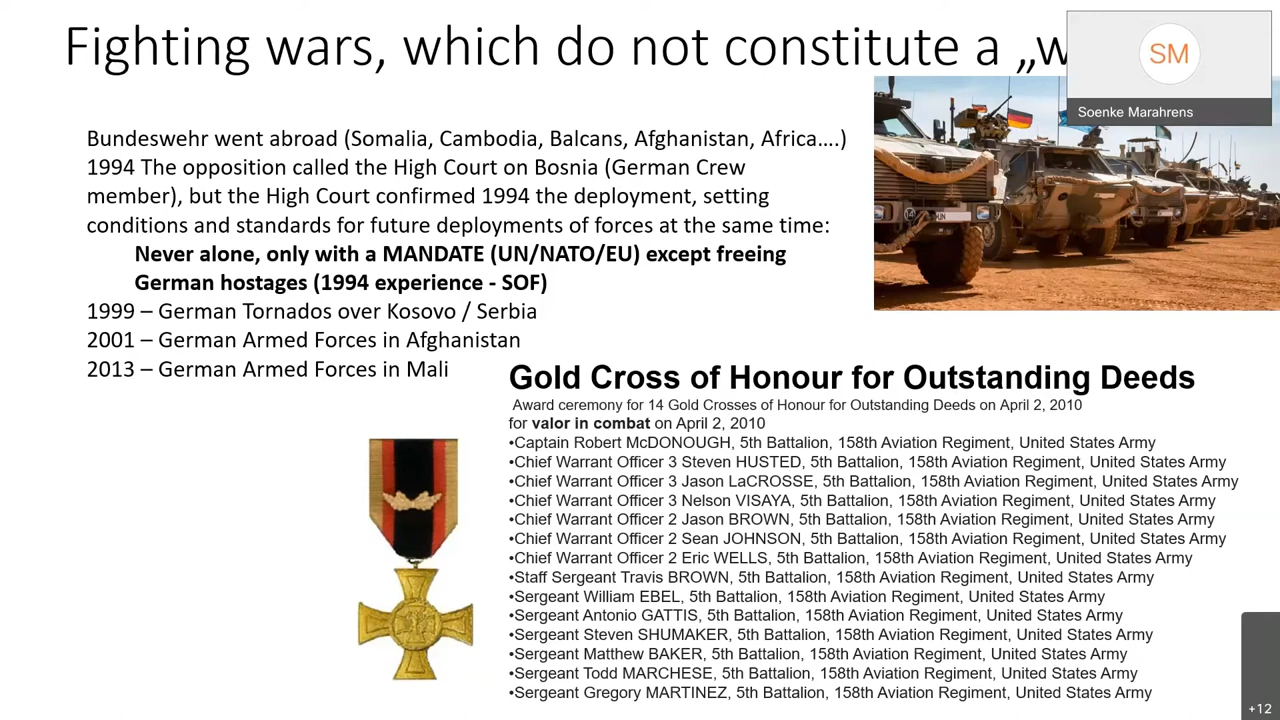 Fighting wars, which do not constitute a „w
SM
Soenke Marahrens
Bundeswehr went abroad (Somalia, Cambodia, Balcans, Afghanistan, Africa….)
1994 The opposition called the High Court on Bosnia (German Crew
member), but the High Court confirmed 1994 the deployment, setting
conditions and standards for future deployments of forces at the same time:
Never alone, only with a MANDATE (UN/NATO/EU) except freeing
German hostages (1994 experience - SOF)
1999 – German Tornados over Kosovo / Serbia
2001 – German Armed Forces in Afghanistan
2013 – German Armed Forces in Mali
UN
Gold Cross of Honour for Outstanding Deeds
Award ceremony for 14 Gold Crosses of Honour for Outstanding Deeds on April 2, 2010
for valor in combat on April 2, 2010
•Captain Robert McDONOUGH, 5th Battalion, 158th Aviation Regiment, United States Army
•Chief Warrant Officer 3 Steven HUSTED, 5th Battalion, 158th Aviation Regiment, United States Army
•Chief Warrant Officer 3 Jason LaCROSSE, 5th Battalion, 158th Aviation Regiment, United States Army
•Chief Warrant Officer 3 Nelson VISAYA, 5th Battalion, 158th Aviation Regiment, United States Army
•Chief Warrant Officer 2 Jason BROWN, 5th Battalion, 158th Aviation Regiment, United States Army
•Chief Warrant Officer 2 Sean JOHNSON, 5th Battalion, 158th Aviation Regiment, United States Army
•Chief Warrant Officer 2 Eric WELLS, 5th Battalion, 158th Aviation Regiment, United States Army
•Staff Sergeant Travis BROWN, 5th Battalion, 158th Aviation Regiment, United States Army
•Sergeant William EBEL, 5th Battalion, 158th Aviation Regiment, United States Army
•Sergeant Antonio GATTIS, 5th Battalion, 158th Aviation Regiment, United States Army
•Sergeant Steven SHUMAKER, 5th Battalion, 158th Aviation Regiment, United States Army
•Sergeant Matthew BAKER, 5th Battalion, 158th Aviation Regiment, United States Army
•Sergeant Todd MARCHESE, 5th Battalion, 158th Aviation Regiment, United States Army
•Sergeant Gregory MARTINEZ, 5th Battalion, 158th Aviation Regiment, United States Army
+12